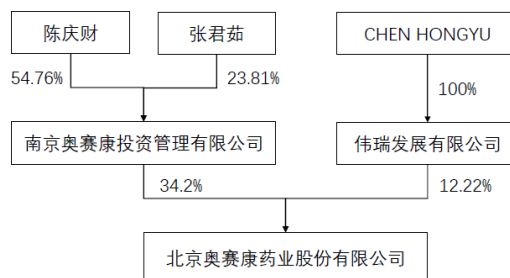 陈庆财
张君茹
CHEN HONGYU
54.76%
23.81%
100%
南京奥赛康投资管理有限公司
伟瑞发展有限公司
34.2%
12.22%
北京奥赛康药业股份有限公司